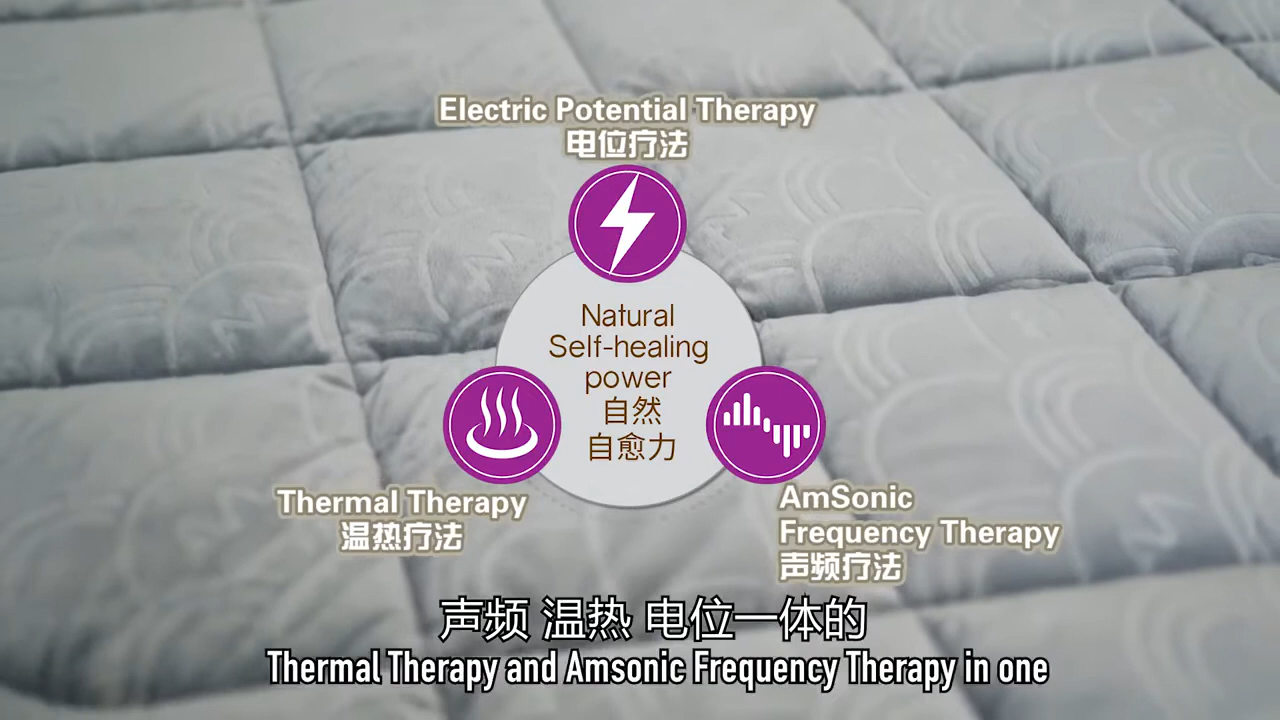 Electric Potential Therapy
电位疗法
Natural
Self-healing
power
自然
自愈力
Thermal Therapy
温热疗法
AmSonic
Frequency Therapy
声频疗法
声频 温热 电位一体的
Thermal Therapy and Amsonic Frequency Therapy in one